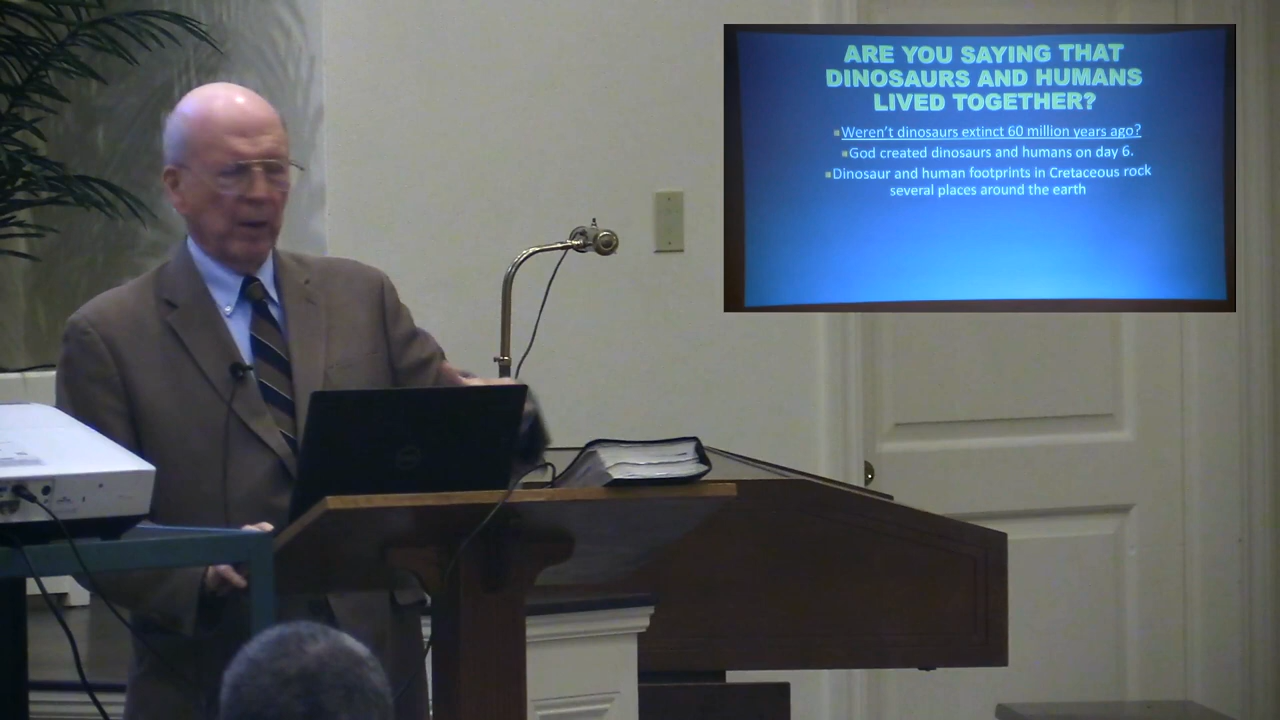 ARE YOU SAYING THAT
DINOSAURS AND HUMANS
LIVED TOGETHER?
▪Weren't dinosaurs extinct 60 million years ago?
▪God created dinosaurs and humans on day 6.
▪Dinosaur and human footprints in Cretaceous rock
several places around the earth